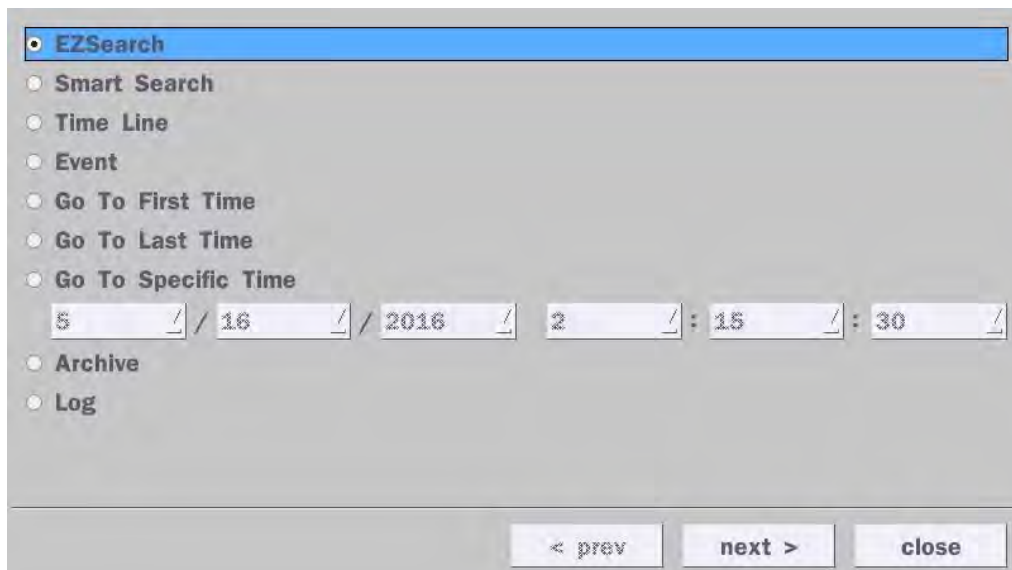 EZSearch
Smart Search
Time Line
Event
Go To First Time
Go To Last Time
Go To Specific Time
5 / 16 / 2016 2 : 15 : 30
Archive
Log
< prev next > close